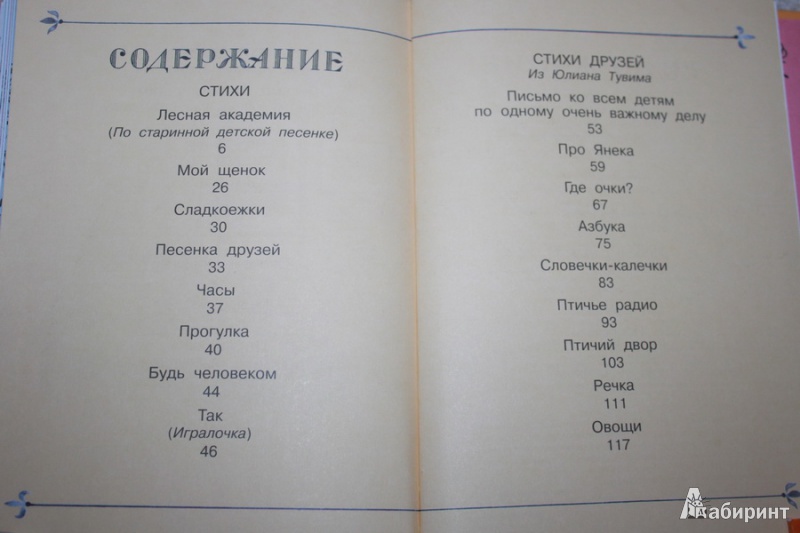 СОДЕРЖАНИЕ
СТИХИ
Лесная академия
(По старинной детской песенке)
6
Мой щенок
26
Сладкоежки
30
Песенка друзей
33
Часы
37
Прогулка
40
Будь человеком
44
Так
(Игралочка)
46
СТИХИ ДРУЗЕЙ
Из Юлиана Тувима
Письмо ко всем детям
по одному очень важному делу
53
Про Янека
59
Где очки?
67
Азбука
75
Словечки-калечки
83
Птичье радио
93
Птичий двор
103
Речка
111
Овощи
117
Лабиринт